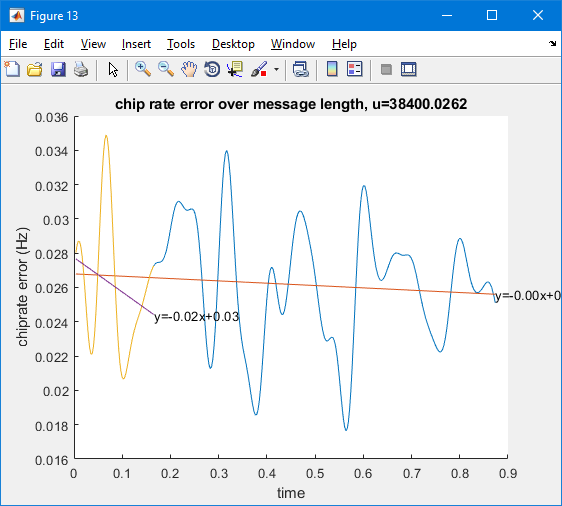 Figure 13
File Edit View Insert Tools Desktop Window Help
chip rate error over message length, u=38400.0262
0.036
0.034
0.032
0.03
0.028
0.026
0.024
0.022
0.02
0.018
0.016
chiprate error (Hz)
y=-0.02x+0.03
y=-0.00x+0
0 0.1 0.2 0.3 0.4 0.5 0.6 0.7 0.8 0.9
time